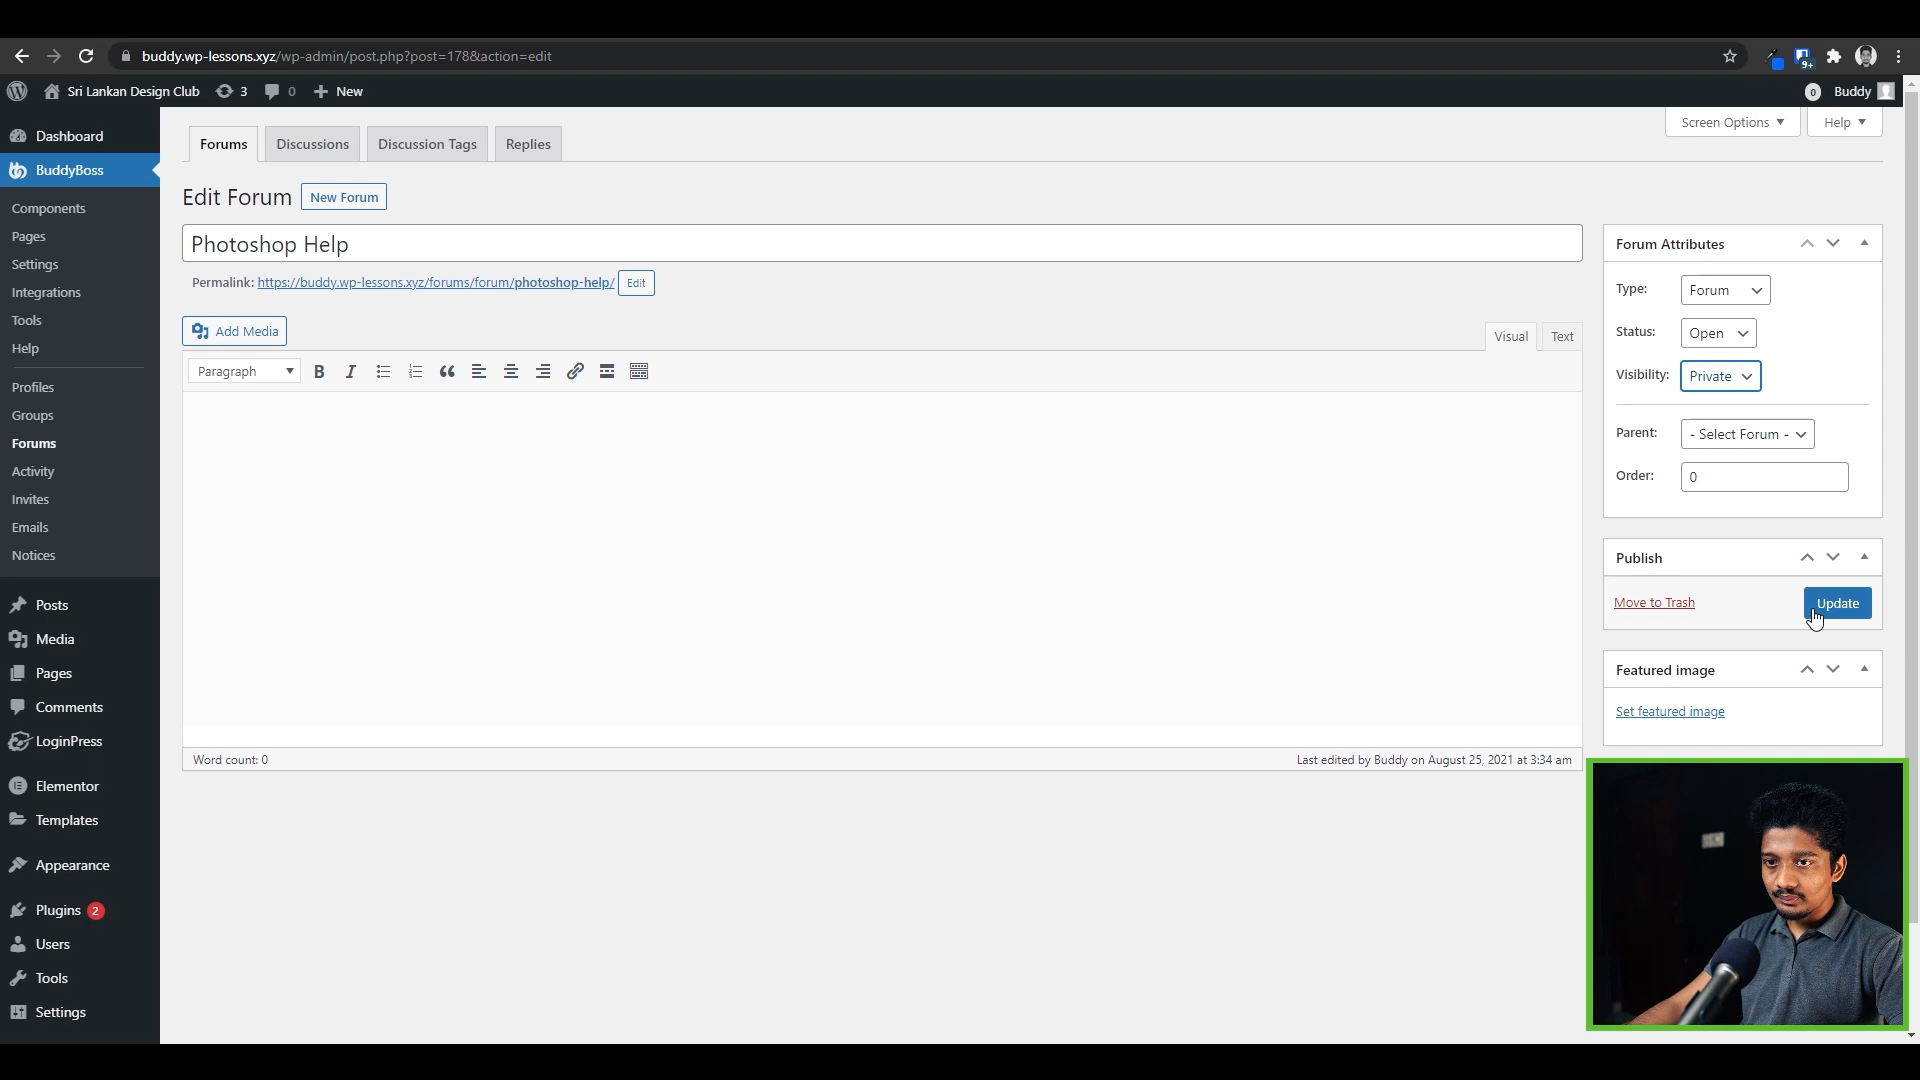 buddy.wp-lessons.xyz/wp-admin/post.php?post=178&action=edit
9+
Sri Lankan Design Club 3 0 New 0 Buddy
Screen Options Help
Dashboard
BuddyBoss
Components
Pages
Settings
Integrations
Tools
Help
Profiles
Groups
Forums
Activity
Invites
Emails
Notices
Posts
Media
Pages
Comments
LoginPress
Elementor
Templates
Appearance
Plugins 2
Users
Tools
Settings
Forums Discussions Discussion Tags Replies
Edit Forum New Forum
Photoshop Help
Permalink: https://buddy.wp-lessons.xyz/forums/forum/photoshop-help/ Edit
Add Media
Visual Text
Paragraph
Word count: 0 Last edited by Buddy on August 25, 2021 at 3:34 am
Forum Attributes
Type: Forum
Status: Open
Visibility: Private
Parent: - Select Forum -
Order: 0
Publish
Move to Trash Update
Featured image
Set featured image